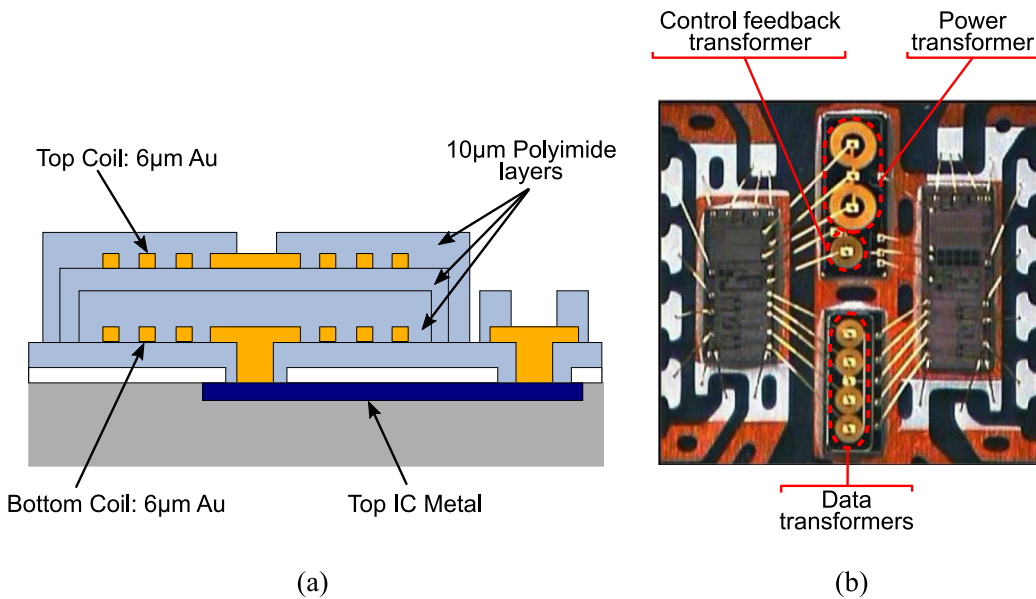 Control feedback
transformer
Power
transformer
Top Coil: 6μm Au
10μm Polyimide
layers
Bottom Coil: 6μm Au
Top IC Metal
Data
transformers
(a)
(b)